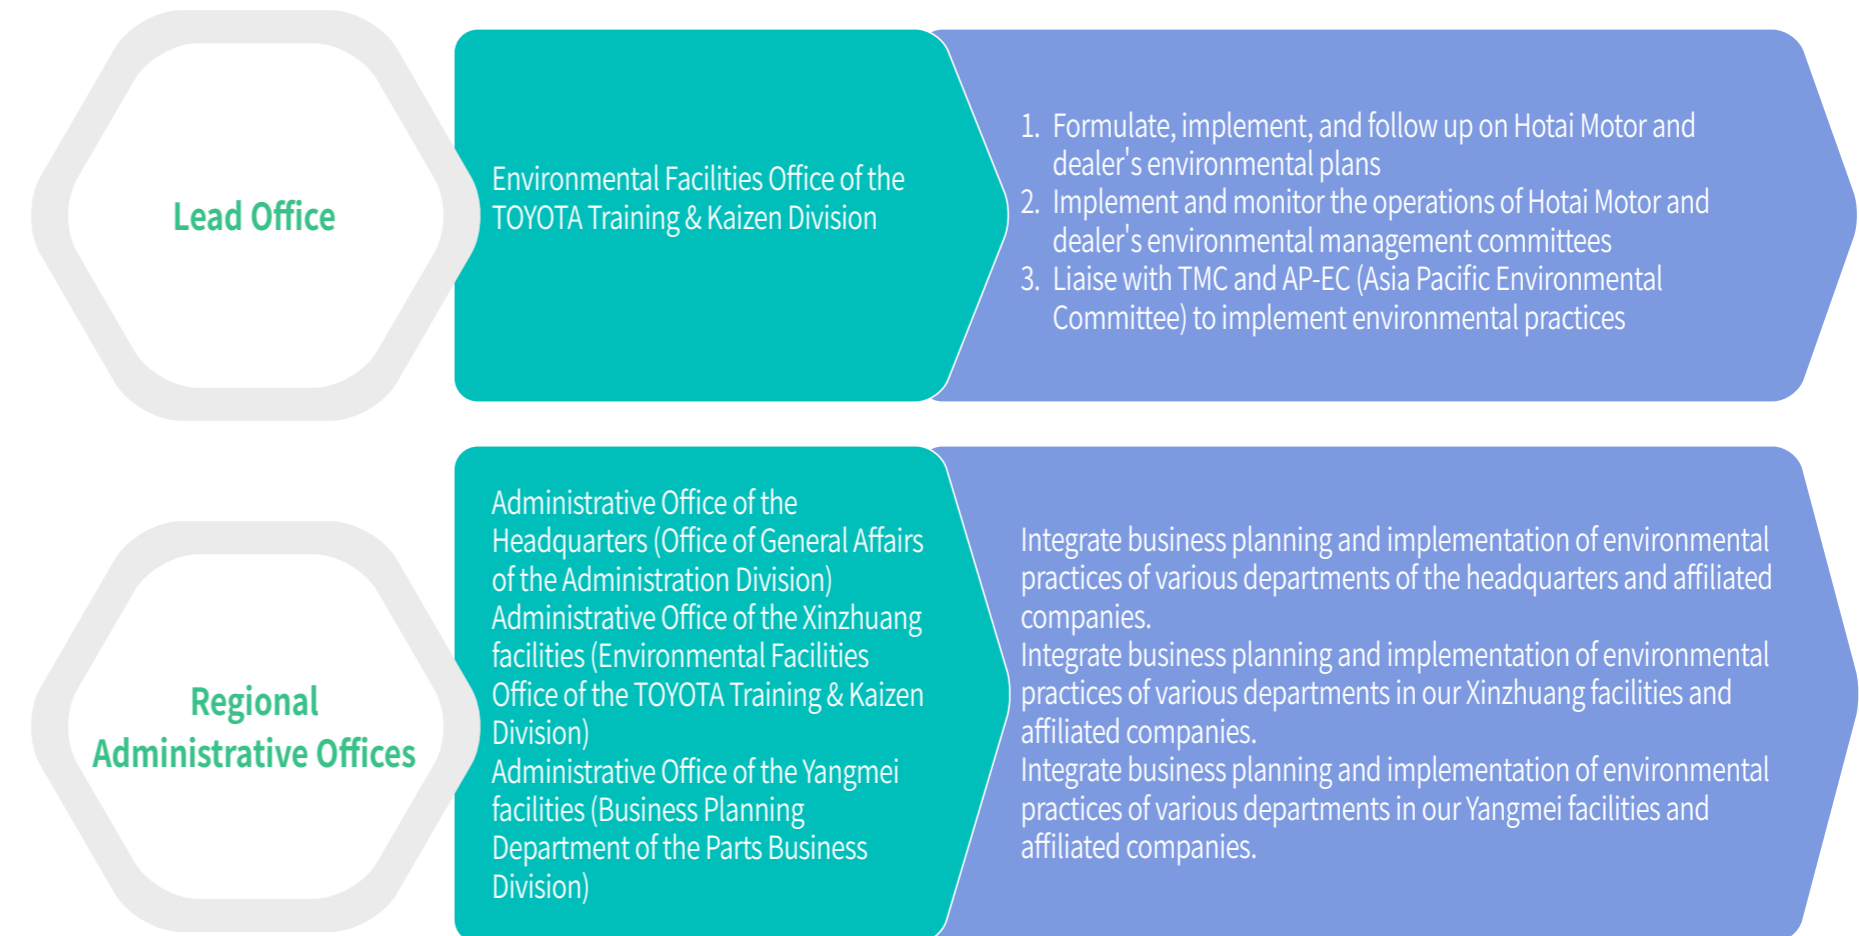 Lead Office
Environmental Facilities Office of the
TOYOTA Training & Kaizen Division
1. Formulate, implement, and follow up on Hotai Motor and
dealer's environmental plans
2. Implement and monitor the operations of Hotai Motor and
dealer's environmental management committees
3. Liaise with TMC and AP-EC (Asia Pacific Environmental
Committee) to implement environmental practices
Regional
Administrative Offices
Administrative Office of the
Headquarters (Office of General Affairs
of the Administration Division)
Administrative Office of the Xinzhuang
facilities (Environmental Facilities
Office of the TOYOTA Training & Kaizen
Division)
Administrative Office of the Yangmei
facilities (Business Planning
Department of the Parts Business
Division)
Integrate business planning and implementation of environmental
practices of various departments of the headquarters and affiliated
companies.
Integrate business planning and implementation of environmental
practices of various departments in our Xinzhuang facilities and
affiliated companies.
Integrate business planning and implementation of environmental
practices of various departments in our Yangmei facilities and
affiliated companies.